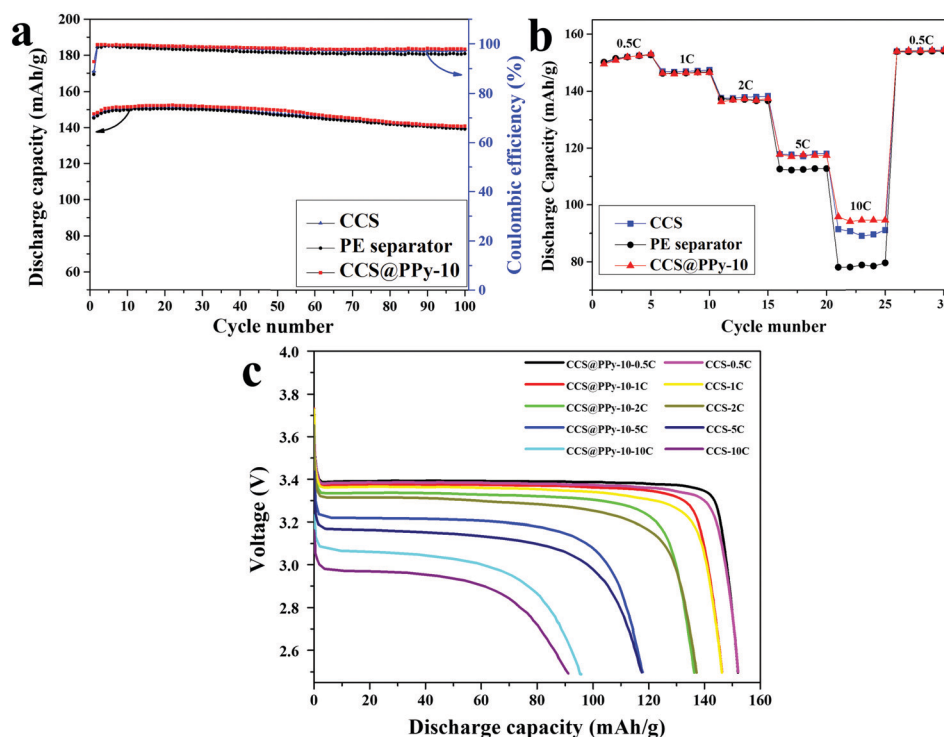 a
Discharge capacity (mAh/g)
200
180
160
140
120
100
80
60
0 10 20 30 40 50 60 70 80 90 100
Cycle number
100
80
60
40
20
0
Coulombic efficiency (%)
CCS
PE separator
CCS@PPy-10
b
Discharge Capacity (mAh/g)
160
140
120
100
80
0.5C
1C
2C
5C
10C
0.5C
CCS
PE separator
CCS@PPy-10
0 5 10 15 20 25 30
Cycle munber
c
Voltage (V)
4.0
3.8
3.6
3.4
3.2
3.0
2.8
2.6
CCS@PPy-10-0.5C CCS-0.5C
CCS@PPy-10-1C CCS-1C
CCS@PPy-10-2C CCS-2C
CCS@PPy-10-5C CCS-5C
CCS@PPy-10-10C CCS-10C
0 20 40 60 80 100 120 140 160
Discharge capacity (mAh/g)